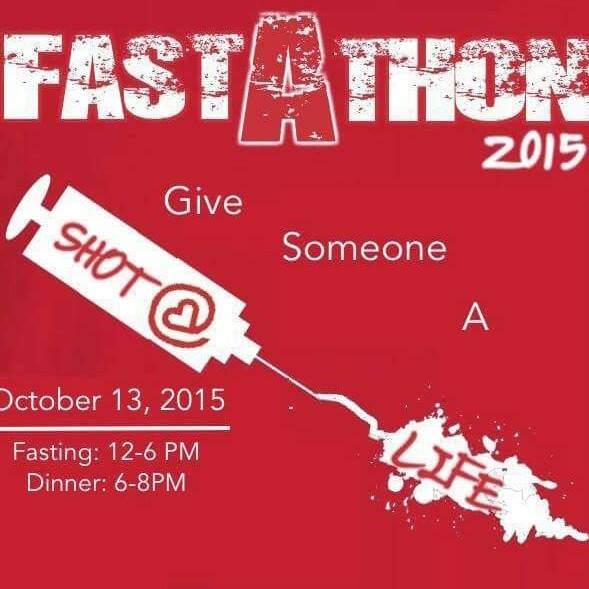 FASTATHON
2015
Give
Someone
A
SHOT @
LIFE
October 13, 2015
Fasting: 12-6 PM
Dinner: 6-8PM